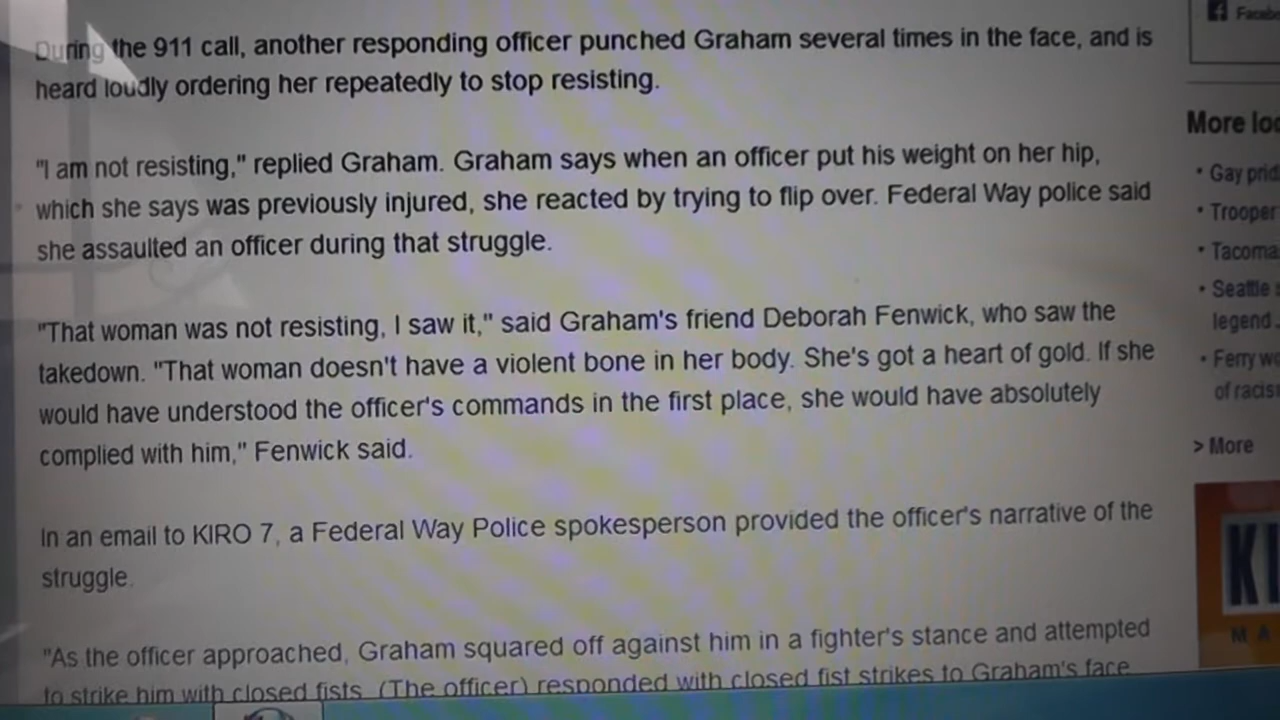 During the 911 call, another responding officer punched Graham several times in the face, and is
heard loudly ordering her repeatedly to stop resisting.
"I am not resisting," replied Graham. Graham says when an officer put his weight on her hip,
which she says was previously injured, she reacted by trying to flip over. Federal Way police said
she assaulted an officer during that struggle.
"That woman was not resisting, I saw it," said Graham's friend Deborah Fenwick, who saw the
takedown. "That woman doesn't have a violent bone in her body. She's got a heart of gold. If she
would have understood the officer's commands in the first place, she would have absolutely
complied with him," Fenwick said.
In an email to KIRO 7, a Federal Way Police spokesperson provided the officer's narrative of the
struggle.
"As the officer approached, Graham squared off against him in a fighter's stance and attempted
to strike him with closed fists. (The officer) responded with closed fist strikes to Graham's face
More
• Gay
• Trooper
• Tacoma
• Seattle
legend
• Ferry
of
> More